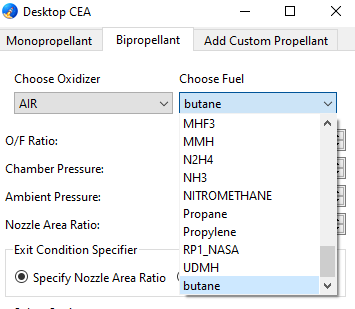 Desktop CEA
Monopropellant Bipropellant Add Custom Propellant
Choose Oxidizer Choose Fuel
AIR butane
MHF3
MMH
N2H4
NH3
NITROMETHANE
Propane
Propylene
RP1_NASA
UDMH
butane
O/F Ratio:
Chamber Pressure:
Ambient Pressure:
Nozzle Area Ratio:
Exit Condition Specifier
Specify Nozzle Area Ratio